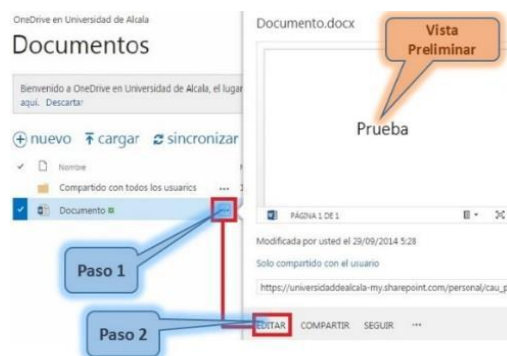 OneDrive en Universidad de Alcala
Documentos
Bienvenido a OneDrive en Universidad de Alcala, el lugar
aquí. Descartar
nuevo cargar sincronizar
Nombre
Compartido con todos los usuarios ...
Documento
Paso 1
Paso 2
Documento.docx
Vista
Preliminar
Prueba
PÁGINA 1 DE 1
Modificada por usted el 29/09/2014 5:28
Solo compartido con el usuario
https://universidaddealcala-my.sharepoint.com/personal/cau_p
EDITAR COMPARTIR SEGUIR ...